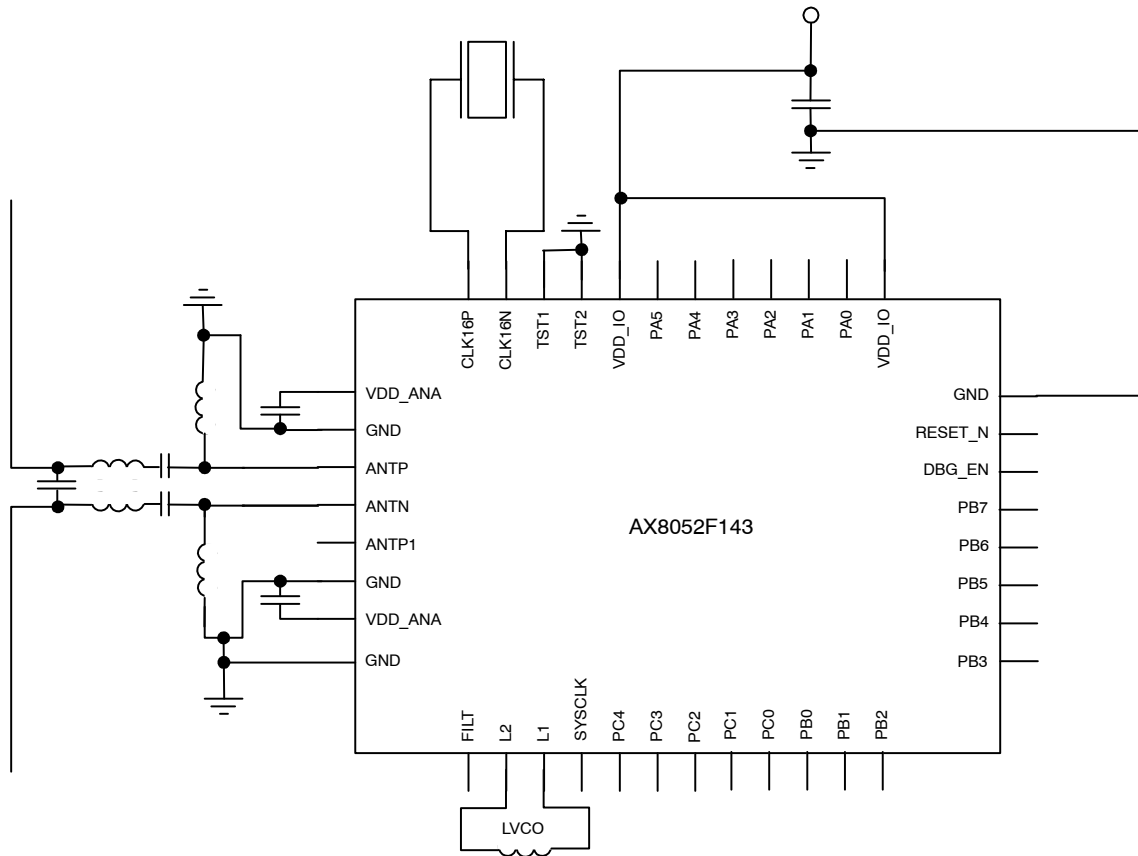 CLK16P
CLK16N
TST1
TST2
VDD_IO
PA5
PA4
PA3
PA2
PA1
PA0
VDD_IO
VDD_ANA
GND
ANTP
ANTN
ANTP1
GND
VDD_ANA
GND
AX8052F143
GND
RESET_N
DBG_EN
PB7
PB6
PB5
PB4
PB3
FILT
L2
L1
SYSCLK
PC4
PC3
PC2
PC1
PC0
PB0
PB1
PB2
LVCO